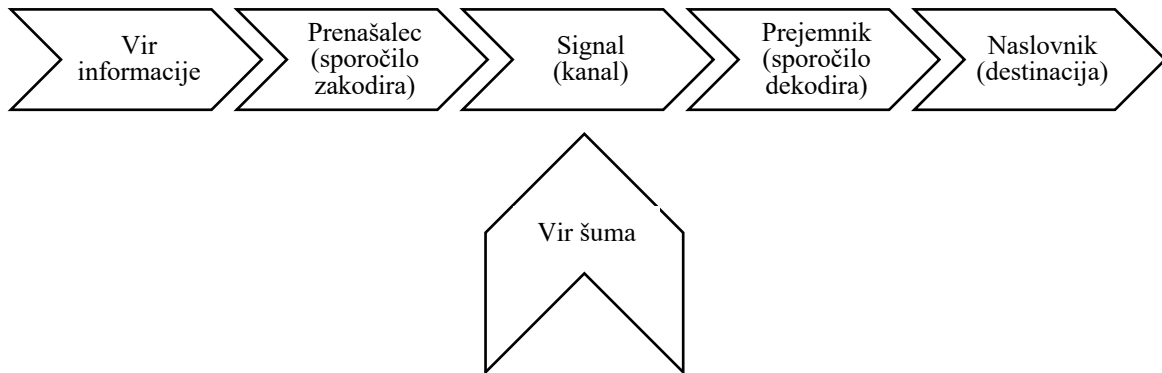 Vir
informacije
Prenašalec
(sporočilo
zakodira)
Signal
(kanal)
Prejemnik
(sporočilo
dekodira)
Naslovnik
(destinacija)
Vir šuma